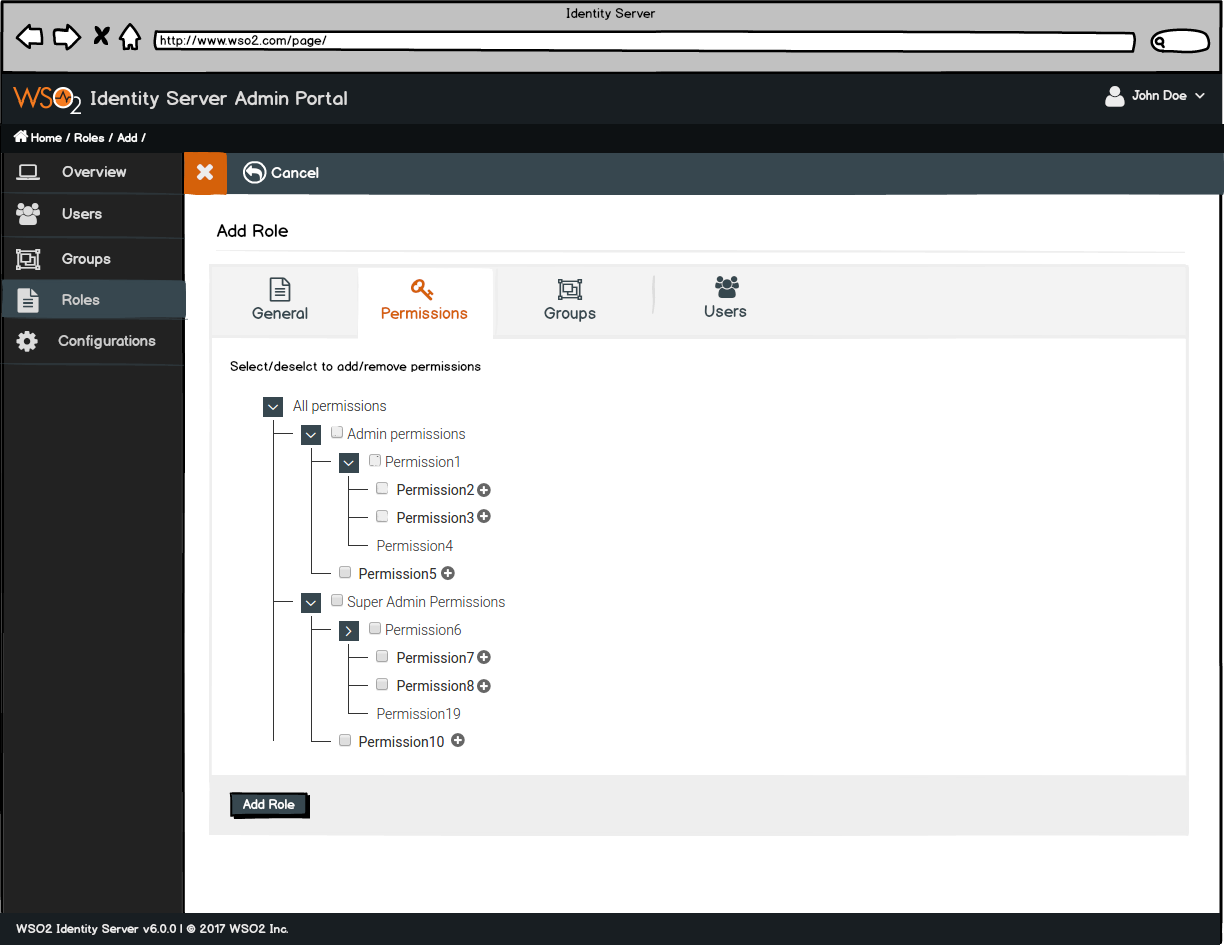 Identity Server
http://www.wso2.com/page/
WSO2 Identity Server Admin Portal
John Doe
Home / Roles / Add /
Overview
Cancel
Users
Groups
Roles
Configurations
Add Role
General
Permissions
Groups
Users
Select/deselct to add/remove permissions
All permissions
Admin permissions
Permission1
Permission2
Permission3
Permission4
Permission5
Super Admin Permissions
Permission6
Permission7
Permission8
Permission19
Permission10
Add Role
WSO2 Identity Server v6.0.0 | © 2017 WSO2 Inc.